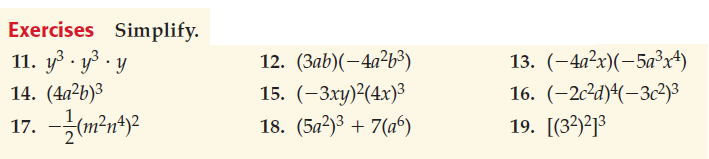 Exercises Simplify.
11. y³ · y³ · y 12. (3ab)(−4a²b³) 13. (−4a²x)(−5a³x⁴)
14. (4a²b)³ 15. (−3xy)²(4x)³ 16. (−2c²d)⁴(−3c²)³
17. −1/2(m²n⁴)² 18. (5a²)³ + 7(a⁶) 19. [(3²)²]³